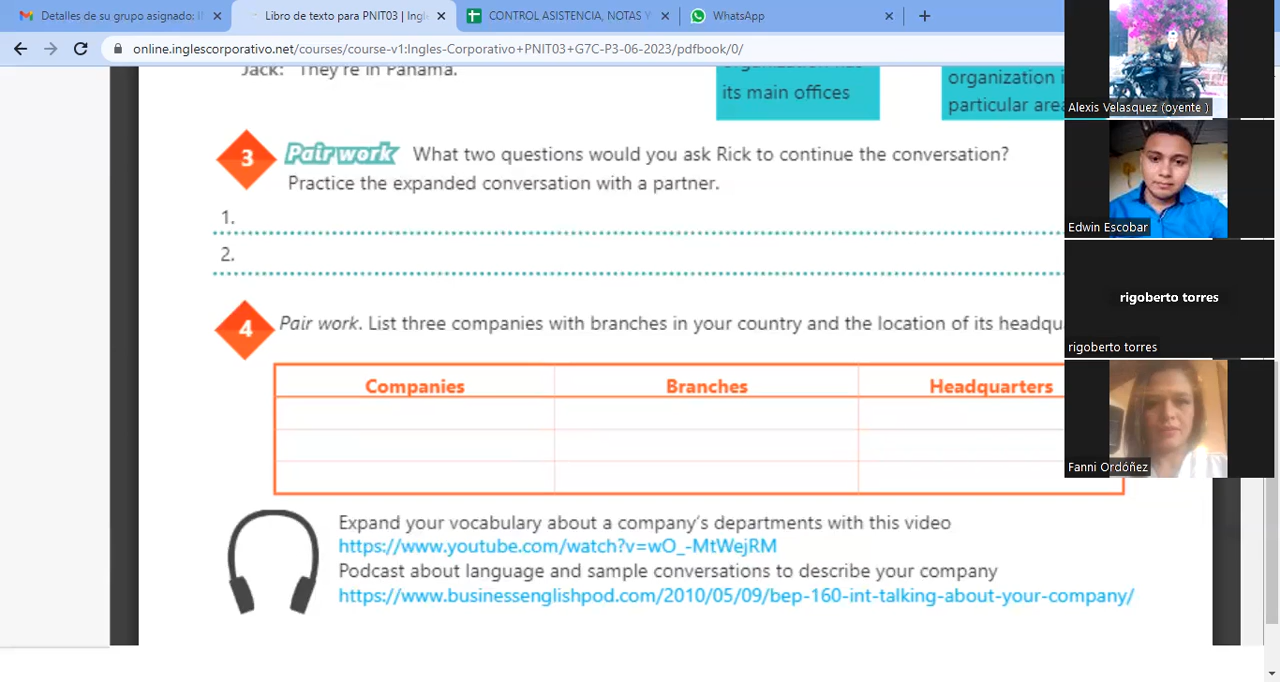 Detalles de su grupo asignado: I
Libro de texto para PNIT03 | Ingl
CONTROL ASISTENCIA, NOTAS Y
WhatsApp
online.inglescorporativo.net/courses/course-v1:Ingles-Corporativo+PNIT03+G7C-P3-06-2023/pdfbook/0/
Jack: They're in Panama.
its main offices
organization i
particular area
3 Pair work What two questions would you ask Rick to continue the conversation?
Practice the expanded conversation with a partner.
1.
2.
4 Pair work. List three companies with branches in your country and the location of its headqu
Companies Branches Headquarters
Expand your vocabulary about a company's departments with this video
https://www.youtube.com/watch?v=wO_-MtWejRM
Podcast about language and sample conversations to describe your company
https://www.businessenglishpod.com/2010/05/09/bep-160-int-talking-about-your-company/
Alexis Velasquez (oyente )
Edwin Escobar
rigoberto torres
rigoberto torres
Fanni Ordóñez